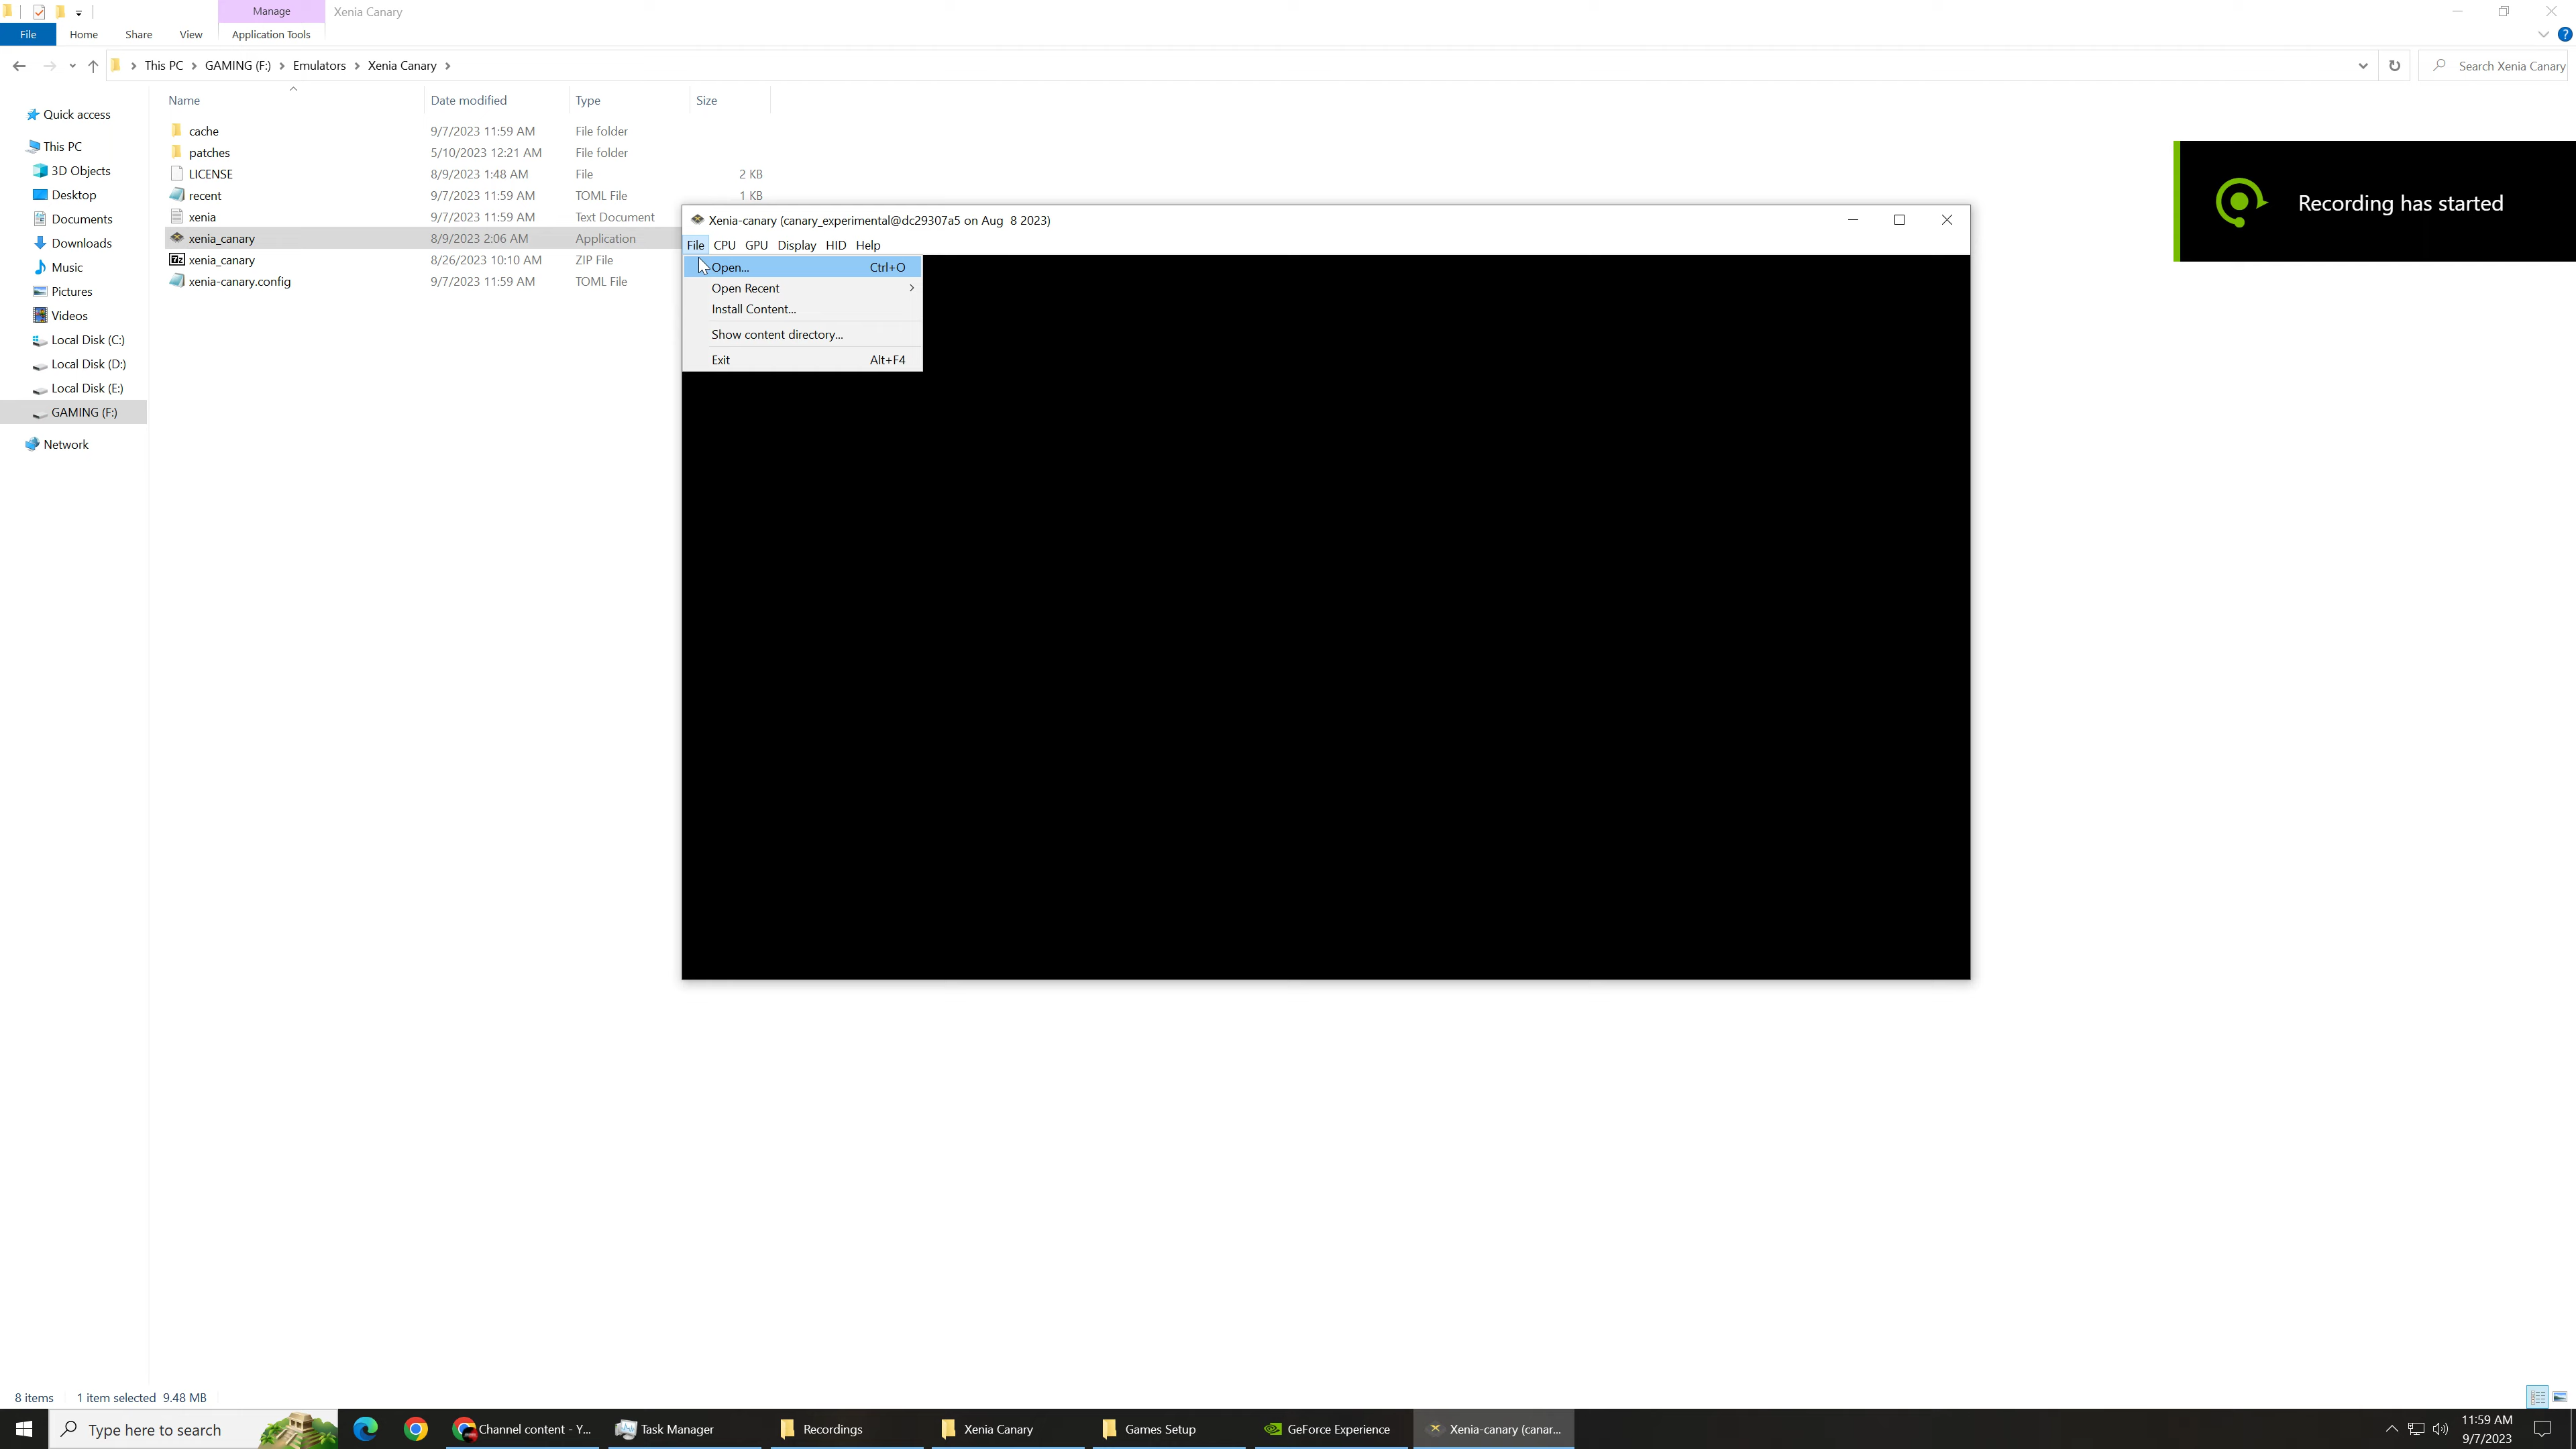 Manage
Xenia Canary
File
Home
Share
View
Application Tools
This PC
GAMING (F:)
Emulators
Xenia Canary
Search Xenia Canary
Name
Date modified
Type
Size
Quick access
This PC
3D Objects
Desktop
Documents
Downloads
Music
Pictures
Videos
Local Disk (C:)
Local Disk (D:)
Local Disk (E:)
GAMING (F:)
Network
cache 9/7/2023 11:59 AM File folder
patches 5/10/2023 12:21 AM File folder
LICENSE 8/9/2023 1:48 AM File 2 KB
recent 9/7/2023 11:59 AM TOML File 1 KB
xenia 9/7/2023 11:59 AM Text Document
xenia_canary 8/9/2023 2:06 AM Application
xenia_canary 8/26/2023 10:10 AM ZIP File
xenia-canary.config 9/7/2023 11:59 AM TOML File
Recording has started
Xenia-canary (canary_experimental@dc29307a5 on Aug 8 2023)
File CPU GPU Display HID Help
Open... Ctrl+O
Open Recent
Install Content...
Show content directory...
Exit Alt+F4
8 items 1 item selected 9.48 MB
Type here to search
Channel content - Y...
Task Manager
Recordings
Xenia Canary
Games Setup
GeForce Experience
Xenia-canary (canar...
11:59 AM
9/7/2023